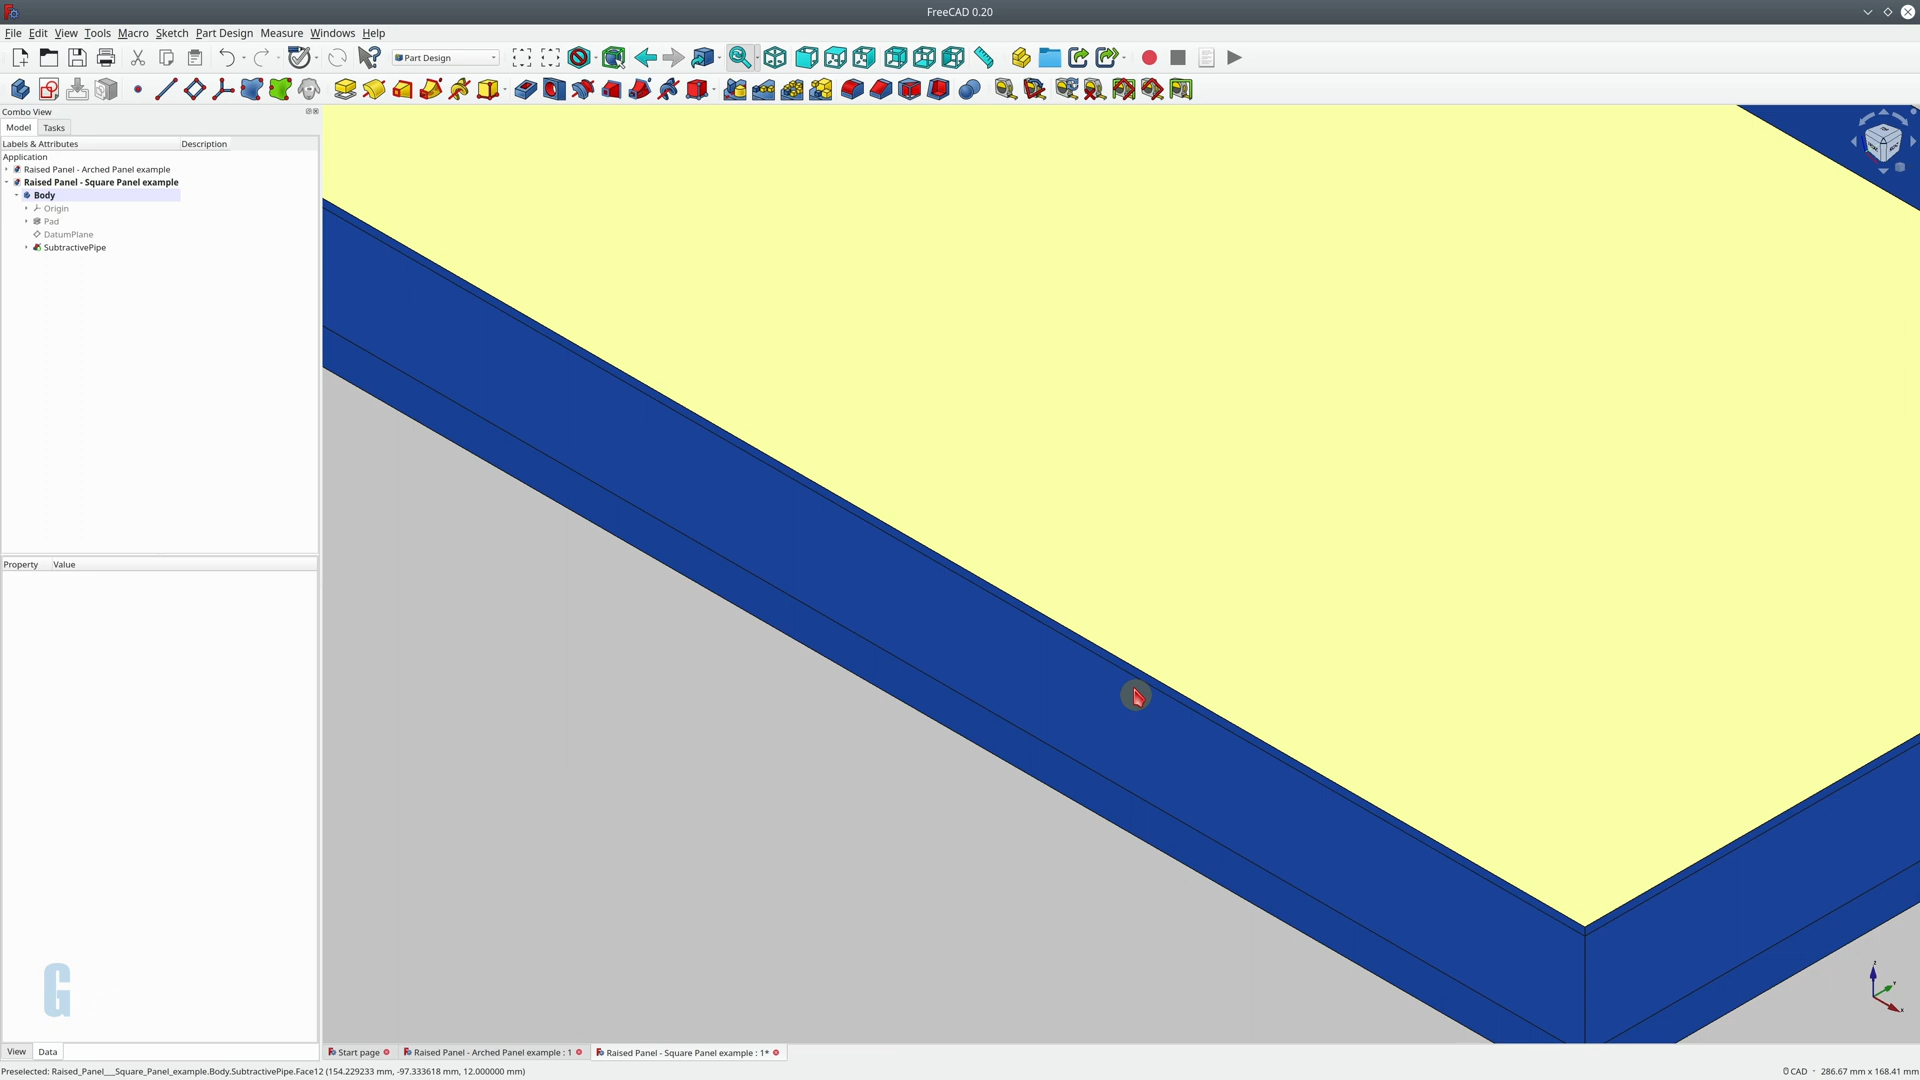 FreeCAD 0.20
File Edit View Tools Macro Sketch Part Design Measure Windows Help
Part Design
Combo View
Model Tasks
Labels & Attributes Description
Application
Raised Panel - Arched Panel example
Raised Panel - Square Panel example
Body
Origin
Pad
DatumPlane
SubtractivePipe
Property Value
G
View Data
Start page Raised Panel - Arched Panel example : 1 Raised Panel - Square Panel example : 1*
Preselected: Raised_Panel___Square_Panel_example.Body.SubtractivePipe.Face12 (154.229233 mm, -97.333618 mm, 12.000000 mm)
CAD 286.67 mm x 168.41 mm